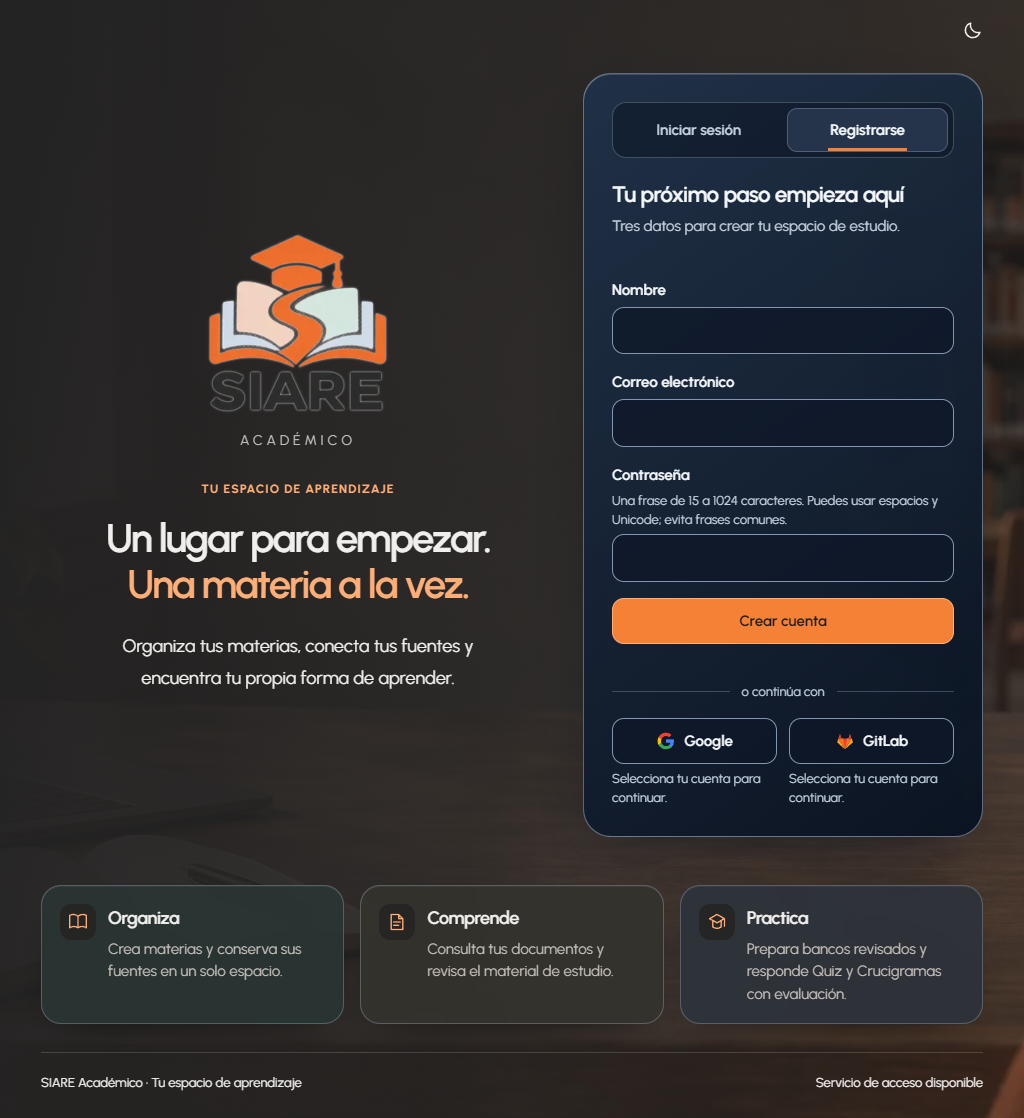 Iniciar sesión
Registrarse
Tu próximo paso empieza aquí
Tres datos para crear tu espacio de estudio.
Nombre
Correo electrónico
Contraseña
Una frase de 15 a 1024 caracteres. Puedes usar espacios y
Unicode; evita frases comunes.
Crear cuenta
o continúa con
Google
GitLab
Selecciona tu cuenta para
continuar.
Selecciona tu cuenta para
continuar.
SIARE
ACADÉMICO
TU ESPACIO DE APRENDIZAJE
Un lugar para empezar.
Una materia a la vez.
Organiza tus materias, conecta tus fuentes y
encuentra tu propia forma de aprender.
Organiza
Crea materias y conserva sus
fuentes en un solo espacio.
Comprende
Consulta tus documentos y
revisa el material de estudio.
Practica
Prepara bancos revisados y
responde Quiz y Crucigramas
con evaluación.
SIARE Académico · Tu espacio de aprendizaje
Servicio de acceso disponible